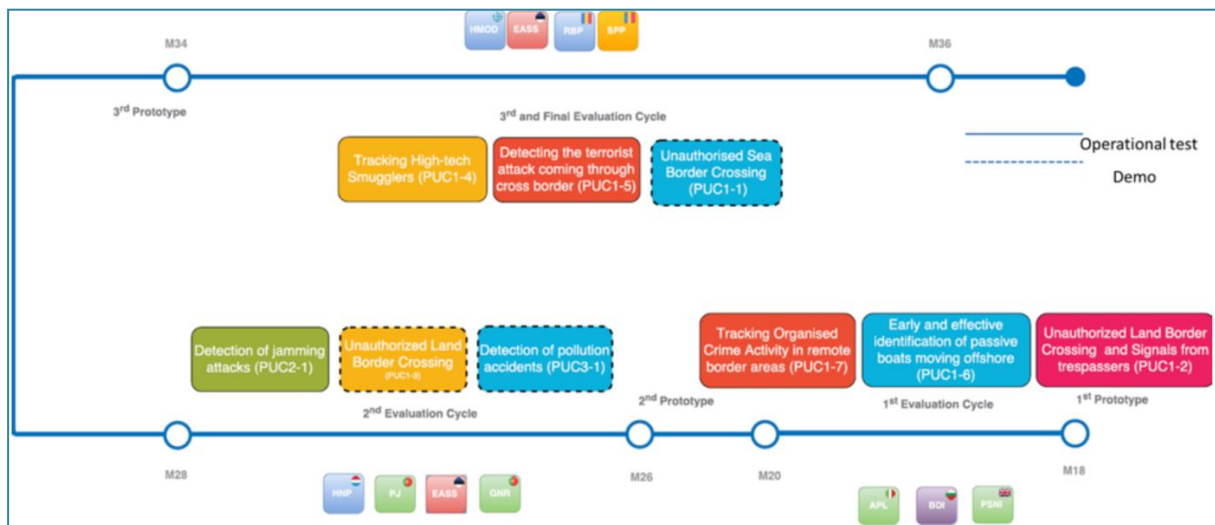 HMOD EASS RBP SPP
M34
M36
3rd Prototype
3rd and Final Evaluation Cycle
Operational test
Demo
Tracking High-tech
Smugglers (PUC1-4)
Detecting the terrorist
attack coming through
cross border (PUC1-5)
Unauthorised Sea
Border Crossing
(PUC1-1)
Detection of jamming
attacks (PUC2-1)
Unauthorized Land
Border Crossing
(PUC1-3)
Detection of pollution
accidents (PUC3-1)
Tracking Organised
Crime Activity in remote
border areas (PUC1-7)
Early and effective
identification of passive
boats moving offshore
(PUC1-6)
Unauthorized Land Border
Crossing and Signals from
trespassers (PUC1-2)
2nd Evaluation Cycle
2nd Prototype
1st Evaluation Cycle
1st Prototype
M28
M26
M20
M18
HNP PJ EASS GNR
APL BDI PSNI